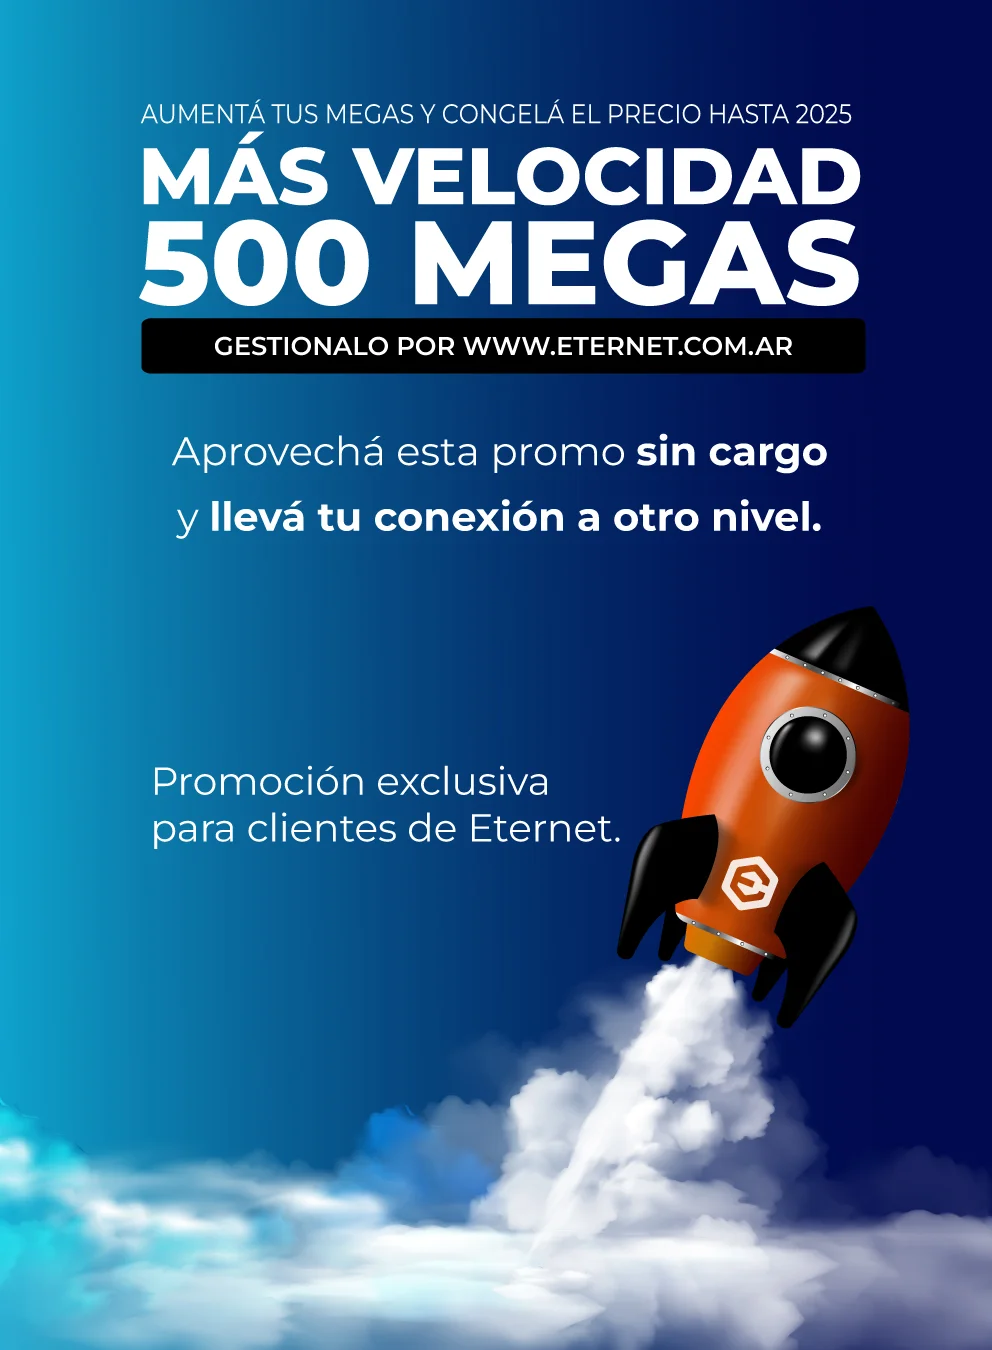 AUMENTÁ TUS MEGAS Y CONGELÁ EL PRECIO HASTA 2025
MÁS VELOCIDAD
500 MEGAS
GESTIONALO POR WWW.ETERNET.COM.AR
Aprovechá esta promo sin cargo
y llevá tu conexión a otro nivel.
Promoción exclusiva
para clientes de Eternet.